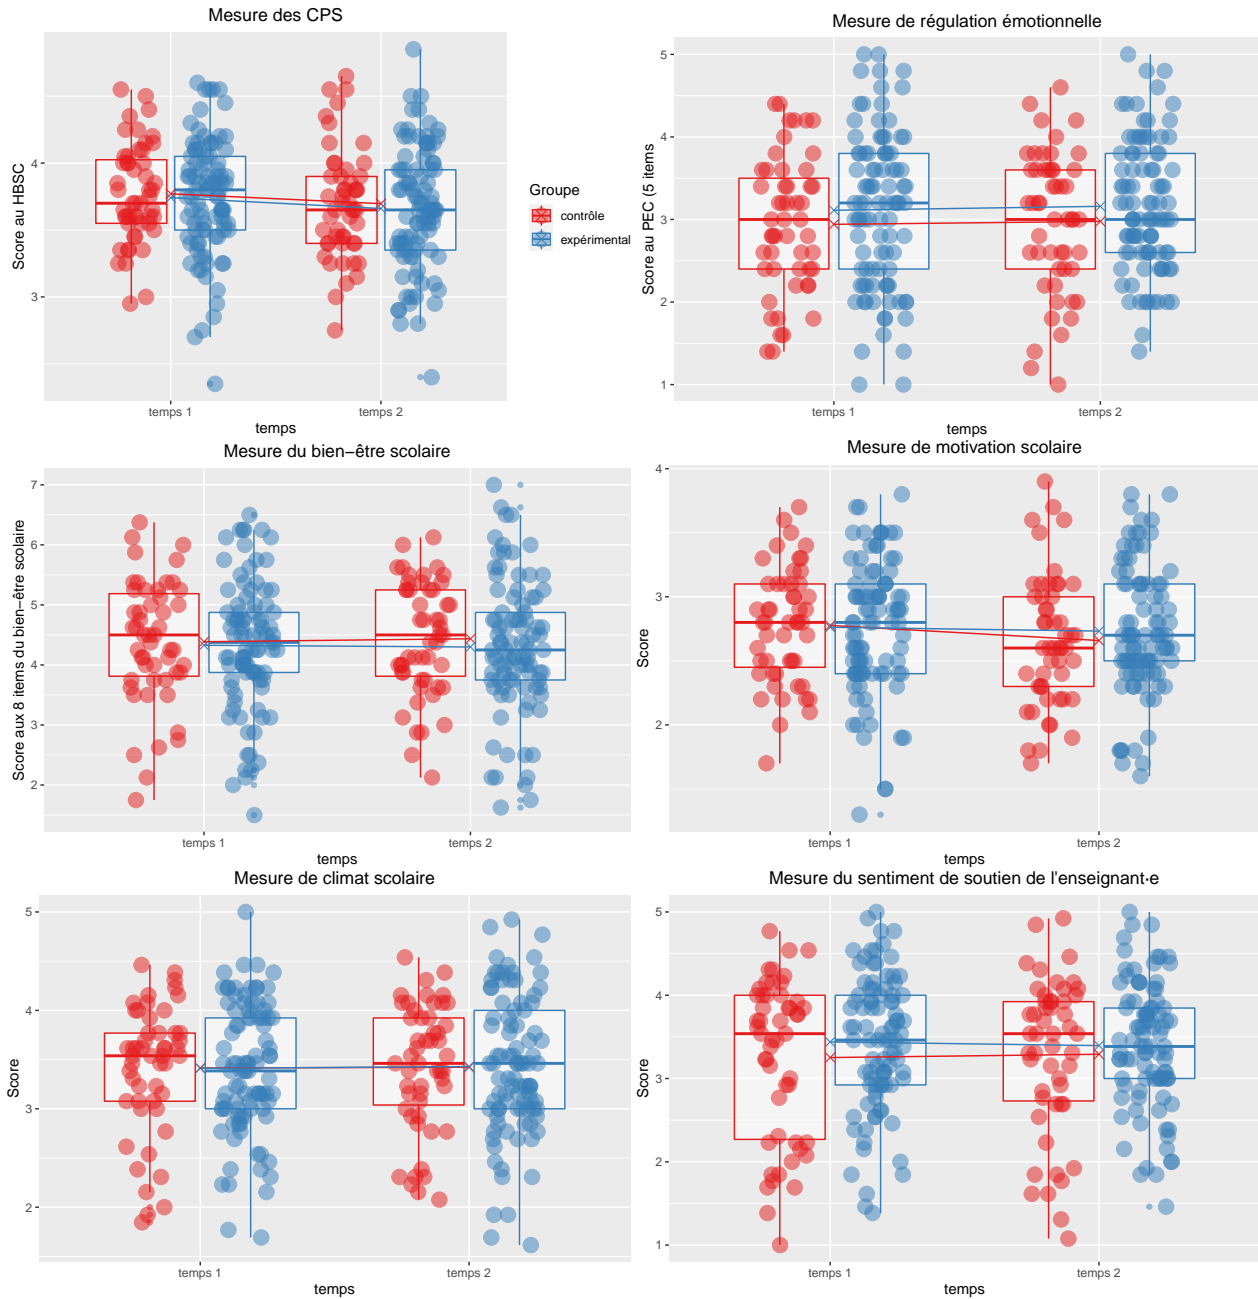 Mesure des CPS
Score au HBSC
4
3
temps 1
temps 2
temps
Groupe
contrôle
expérimental
Mesure de régulation émotionnelle
Score au PEC (5 items
5
4
3
2
1
temps 1
temps 2
temps
Mesure du bien−être scolaire
Score aux 8 items du bien−être scolaire
7
6
5
4
3
2
temps 1
temps 2
temps
Mesure de motivation scolaire
Score
4
3
2
temps 1
temps 2
temps
Mesure de climat scolaire
Score
5
4
3
2
temps 1
temps 2
temps
Mesure du sentiment de soutien de l'enseignant·e
Score
5
4
3
2
1
temps 1
temps 2
temps